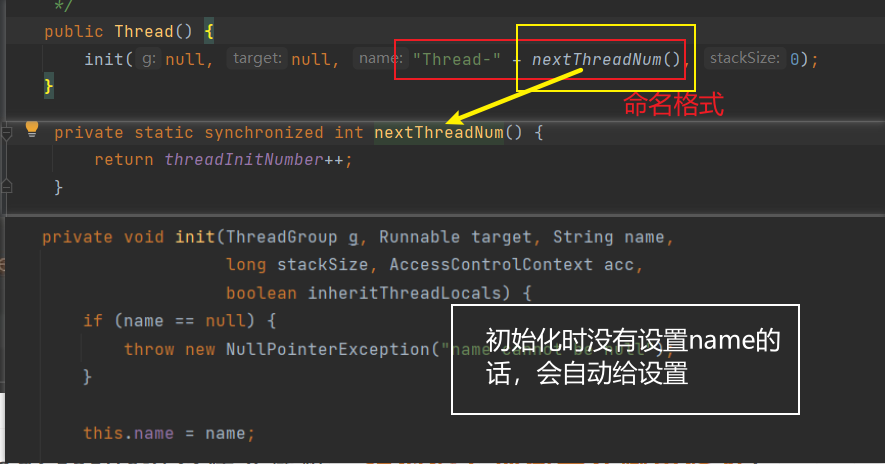 */
public Thread() {
init( g: null, target: null, name: "Thread-" + nextThreadNum(), stackSize: 0);
}
命名格式
private static synchronized int nextThreadNum() {
return threadInitNumber++;
}
private void init(ThreadGroup g, Runnable target, String name,
long stackSize, AccessControlContext acc,
boolean inheritThreadLocals) {
if (name == null) {
throw new NullPointerException("name cannot be null");
}
初始化时没有设置name的
话，会自动给设置
this.name = name;